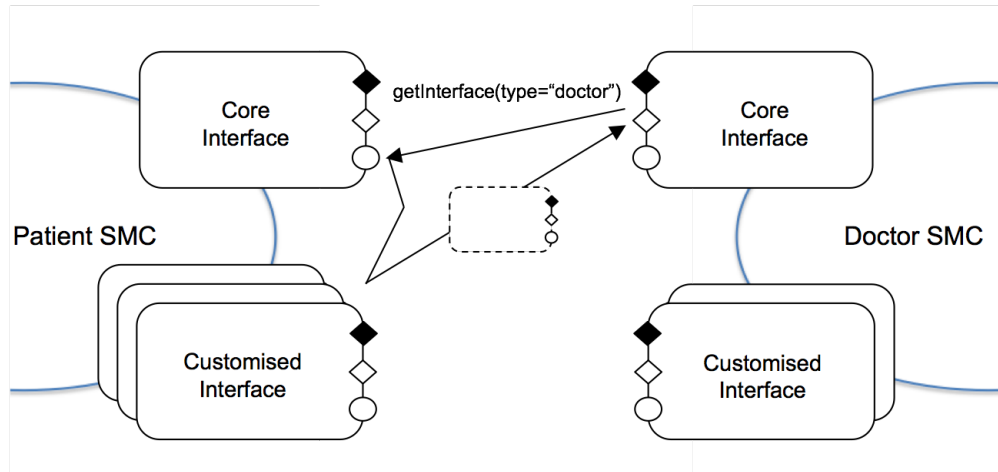 Core
Interface
getInterface(type=“doctor”)
Core
Interface
Patient SMC
Doctor SMC
Customised
Interface
Customised
Interface